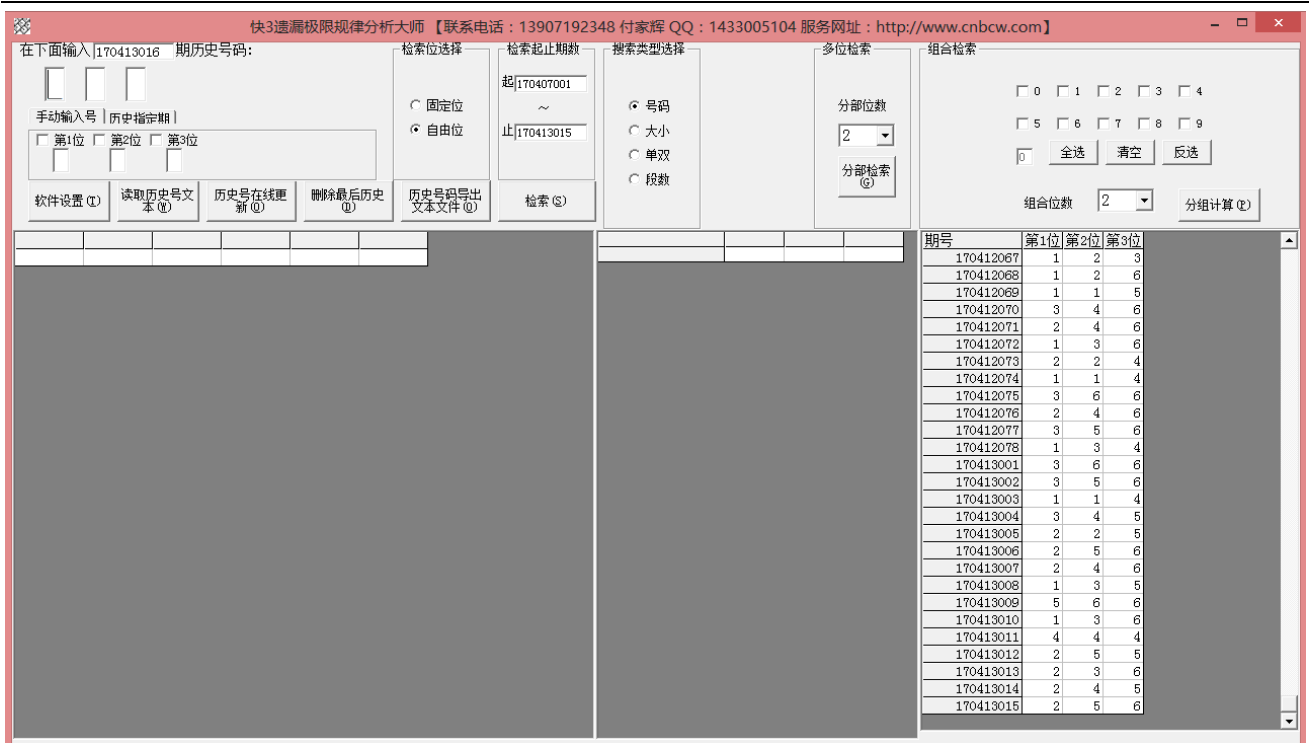 快3遗漏极限规律分析大师 【联系电话：13907192348 付家辉 QQ：1433005104 服务网址：http://www.cnbcw.com】
在下面输入 170413016 期历史号码:
手动输入号 历史指定期
第1位 第2位 第3位
软件设置(I) 读取历史号文本(W) 历史号在线更新(U) 删除最后历史(D) 历史号码导出文本文件(O)
检索位选择
固定位
自由位
检索起止期数
起 170407001
～
止 170413015
检索(S)
搜索类型选择
号码
大小
单双
段数
多位检索
分部位数
2
分部检索(G)
组合检索
0 1 2 3 4
5 6 7 8 9
0 全选 清空 反选
组合位数 2 分组计算(P)
期号 第1位 第2位 第3位
170412067 1 2 3
170412068 1 2 6
170412069 1 1 5
170412070 3 4 6
170412071 2 4 6
170412072 1 3 6
170412073 2 2 4
170412074 1 1 4
170412075 3 6 6
170412076 2 4 6
170412077 3 5 6
170412078 1 3 4
170413001 3 6 6
170413002 3 5 6
170413003 1 1 4
170413004 3 4 5
170413005 2 2 5
170413006 2 5 6
170413007 2 4 6
170413008 1 3 5
170413009 5 6 6
170413010 1 3 6
170413011 4 4 4
170413012 2 5 5
170413013 2 3 6
170413014 2 4 5
170413015 2 5 6